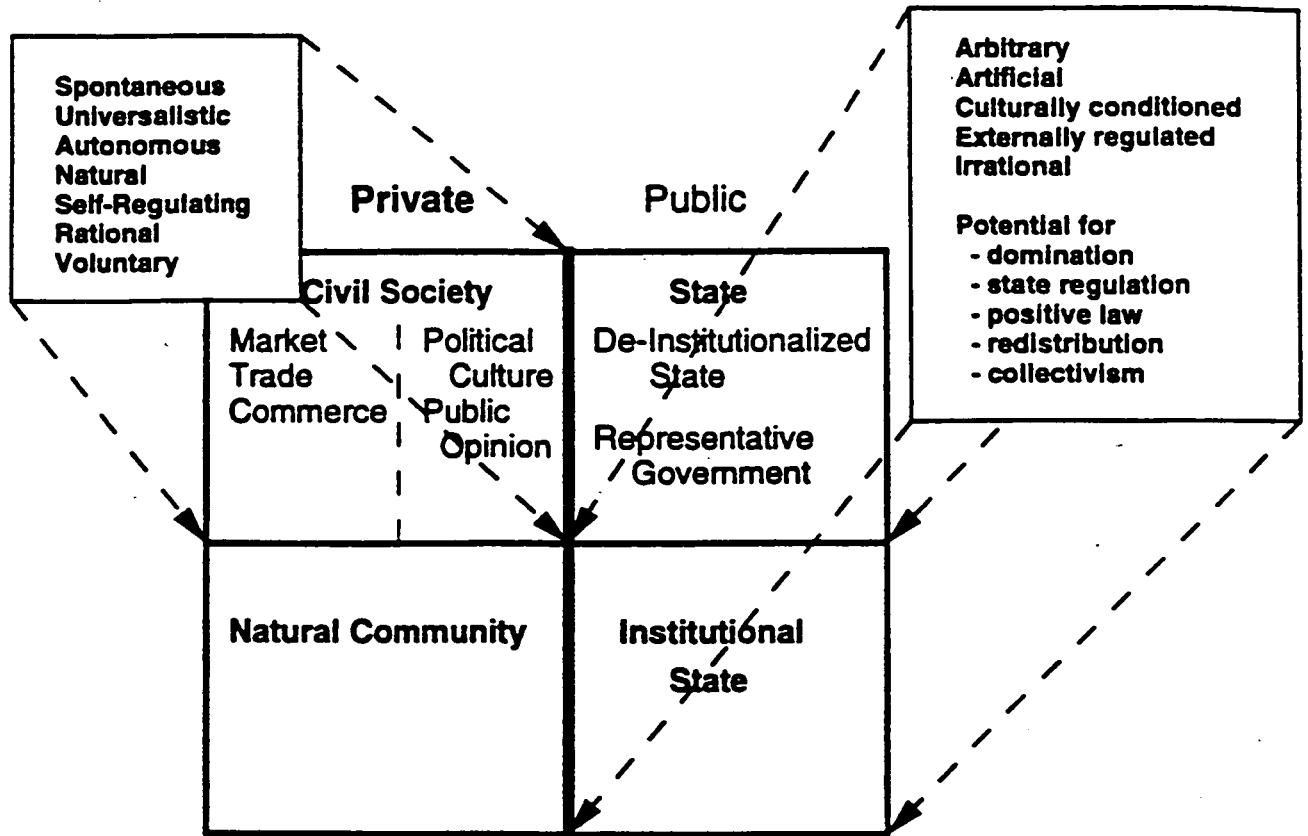 Spontaneous
Universalistic
Autonomous
Natural
Self-Regulating
Rational
Voluntary
Arbitrary
Artificial
Culturally conditioned
Externally regulated
Irrational
Potential for
- domination
- state regulation
- positive law
- redistribution
- collectivism
Private
Public
Civil Society
Market
Trade
Commerce
Political
Culture
Public
Opinion
State
De-Institutionalized
State
Representative
Government
Natural Community
Institutional
State